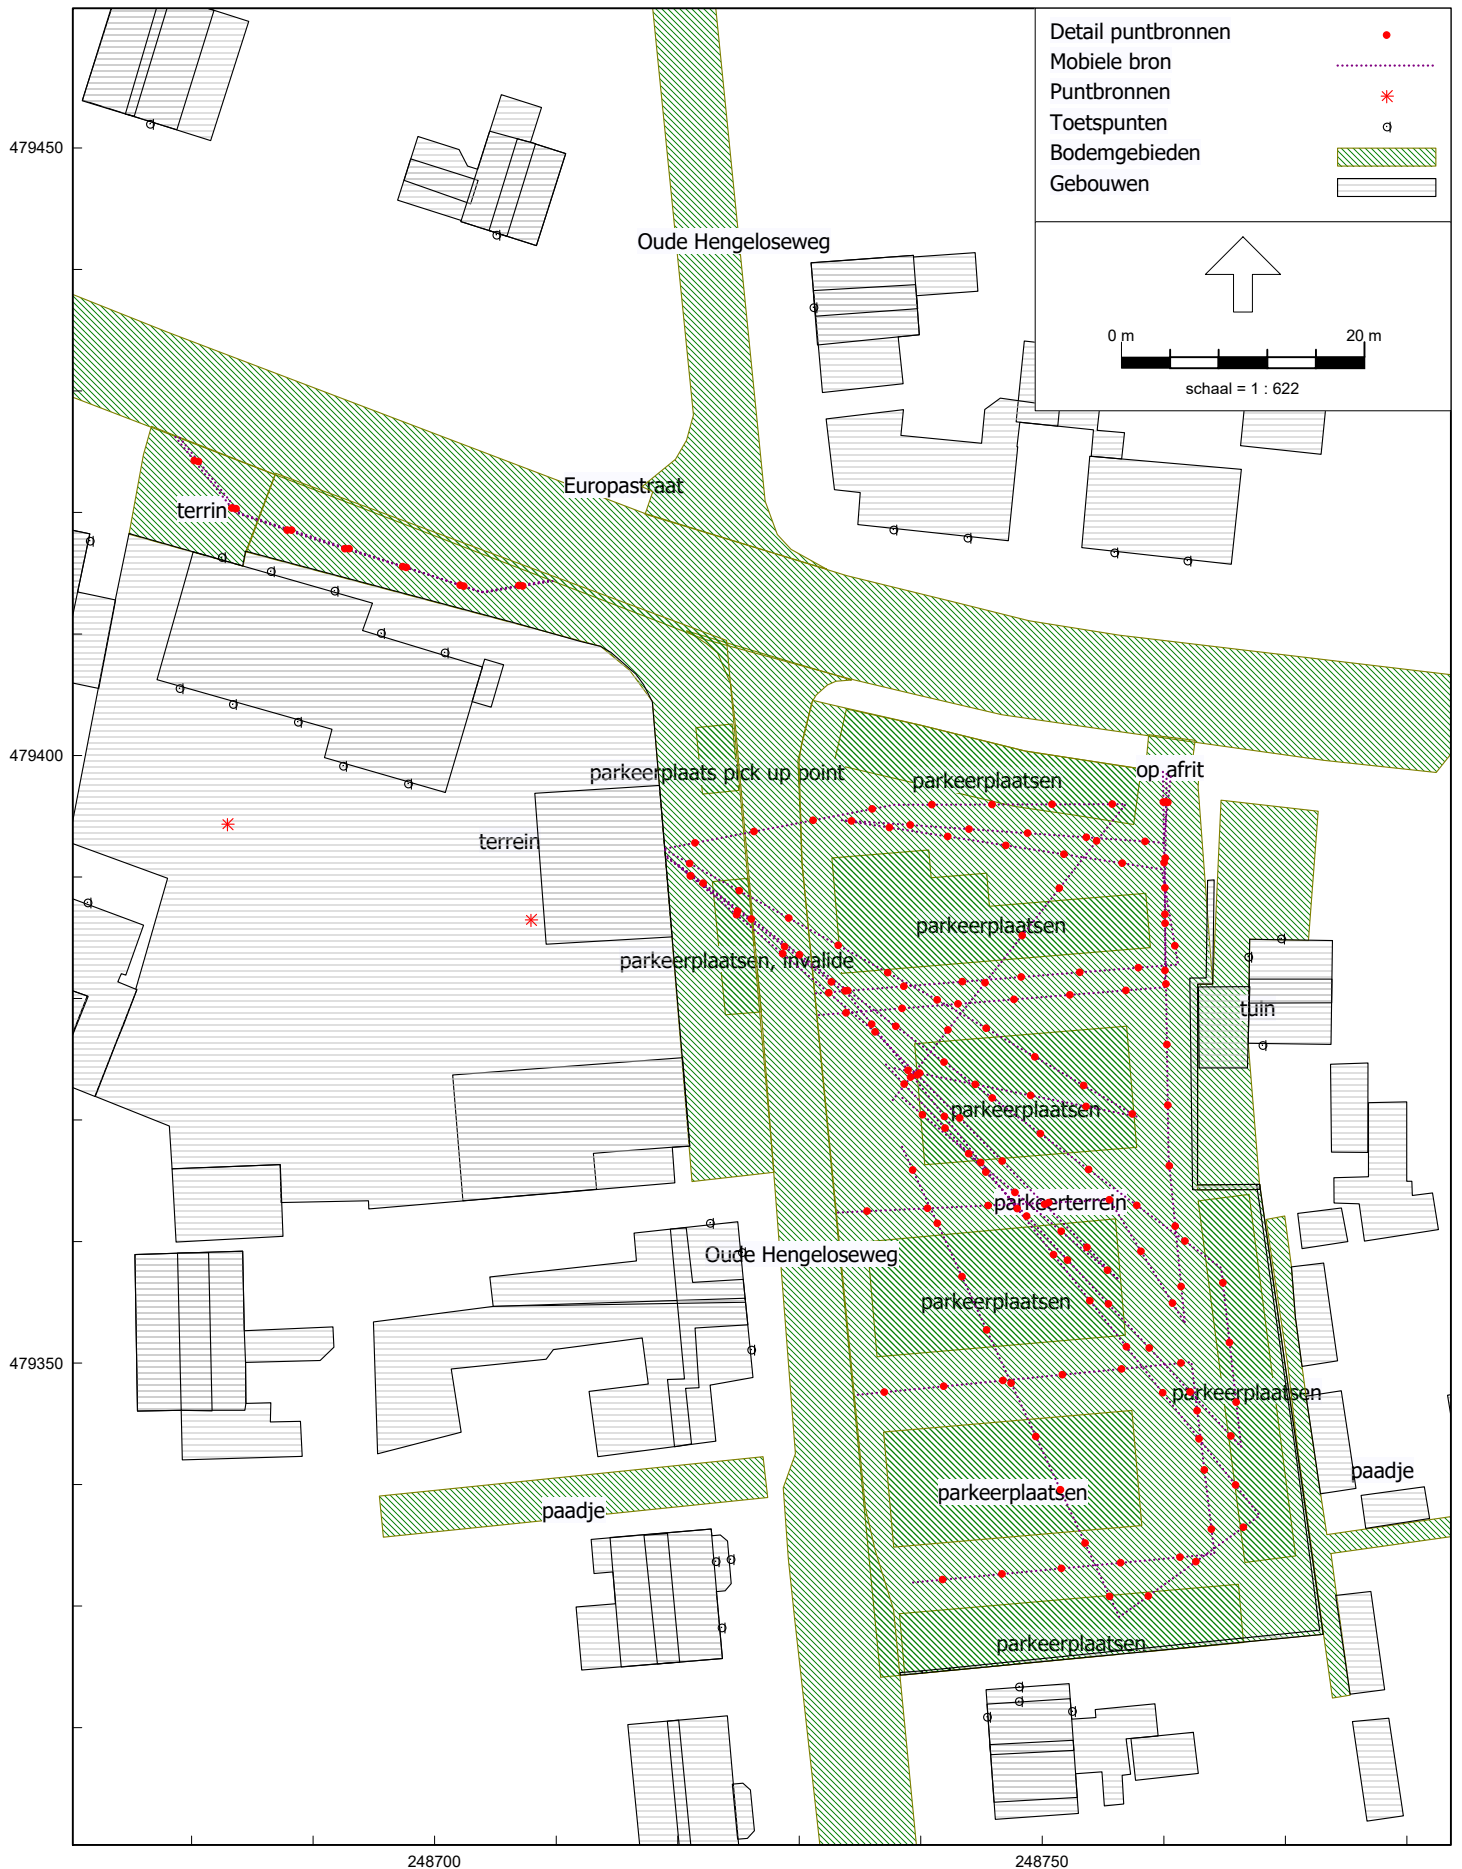 Detail puntbronnen
Mobiele bron
Puntbronnen
Toetspunten
Bodemgebieden
Gebouwen
479450
Oude Hengeloseweg
0 m 20 m
schaal = 1 : 622
Europastraat
terrin
479400
op afrit
parkeerplaats pick up point
parkeerplaatsen
terrein
parkeerplaatsen
parkeerplaatsen, invalide
tuin
parkeerplaatsen
parkeerterrein
Oude Hengeloseweg
parkeerplaatsen
479350
parkeerplaatsen
paadje
parkeerplaatsen
paadje
parkeerplaatsen
248700 248750